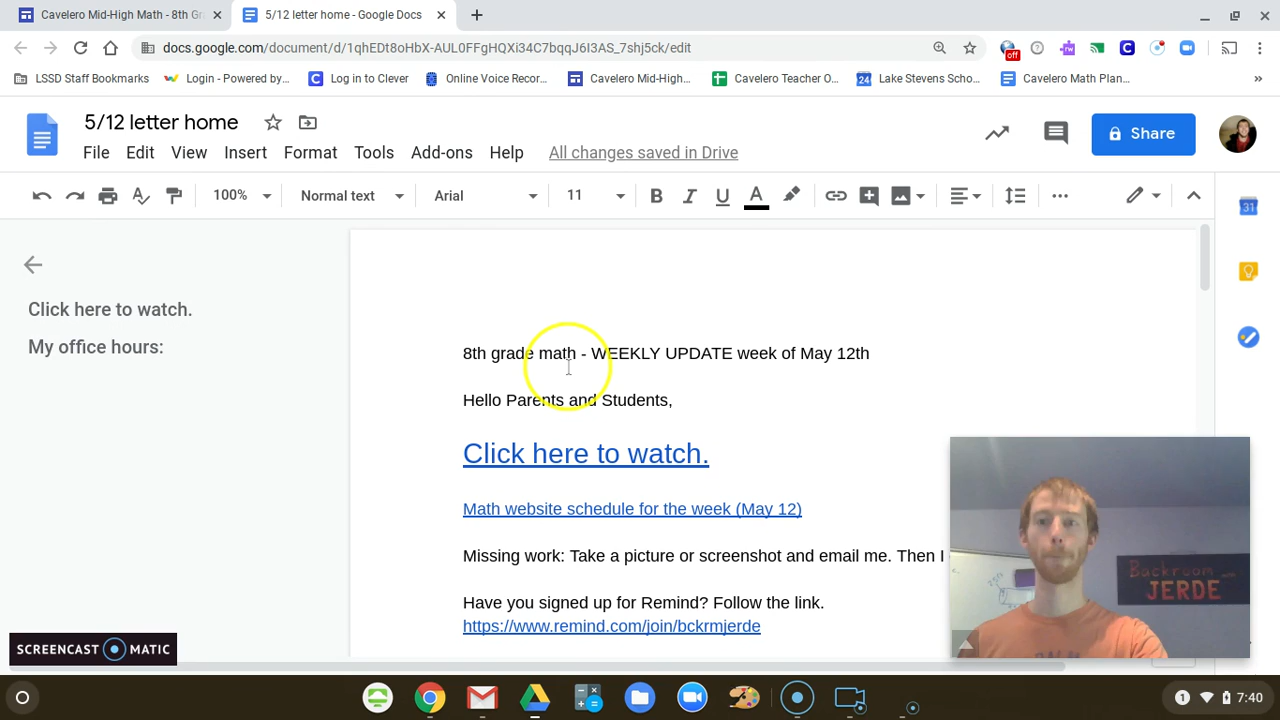 Cavelero Mid-High Math - 8th Gr
5/12 letter home - Google Docs
docs.google.com/document/d/1qhEDt8oHbX-AUL0FFgHQXi34C7bqqJ6I3AS_7shj5ck/edit
off
LSSD Staff Bookmarks
Login - Powered by...
Log in to Clever
Online Voice Recor...
Cavelero Mid-High...
Cavelero Teacher O...
24
Lake Stevens Scho...
Cavelero Math Plan...
5/12 letter home
Share
File Edit View Insert Format Tools Add-ons Help
All changes saved in Drive
100% Normal text Arial 11 B I U A
31
Click here to watch.
My office hours:
8th grade math - WEEKLY UPDATE week of May 12th
Hello Parents and Students,
Click here to watch.
Math website schedule for the week (May 12)
Missing work: Take a picture or screenshot and email me. Then I
Have you signed up for Remind? Follow the link.
https://www.remind.com/join/bckrmjerde
Backroom
JERDE
SCREENCAST MATIC
1 7:40